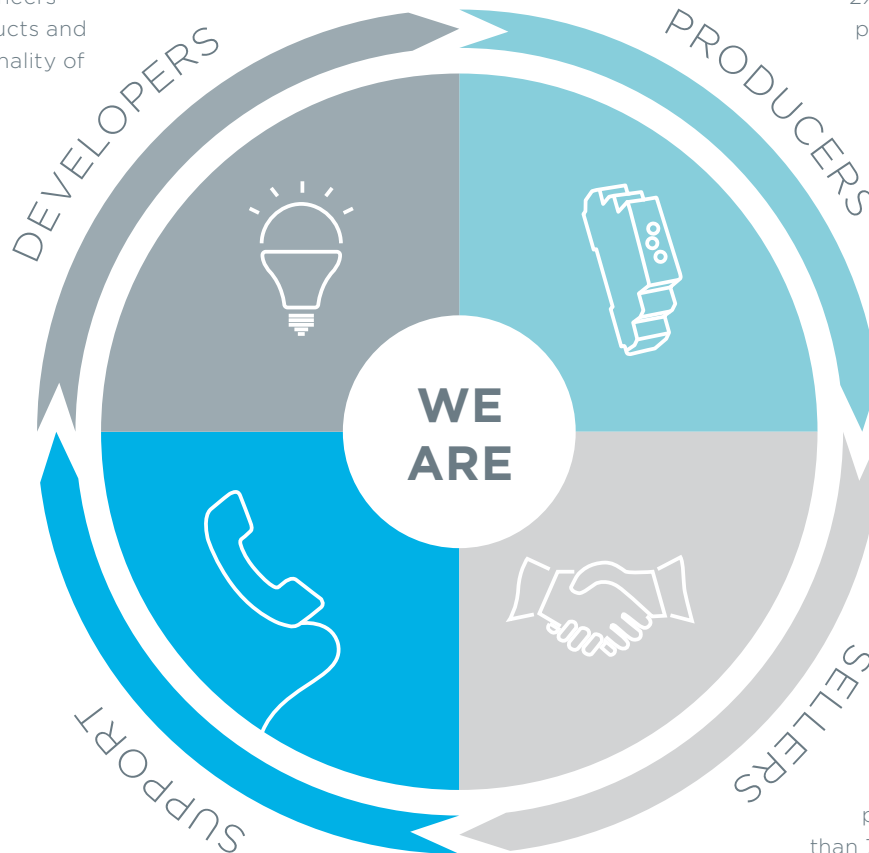 ucts and
nality of
DEVELOPERS
PRODUCERS
WE
ARE
SUPPORT
SELLERS
than